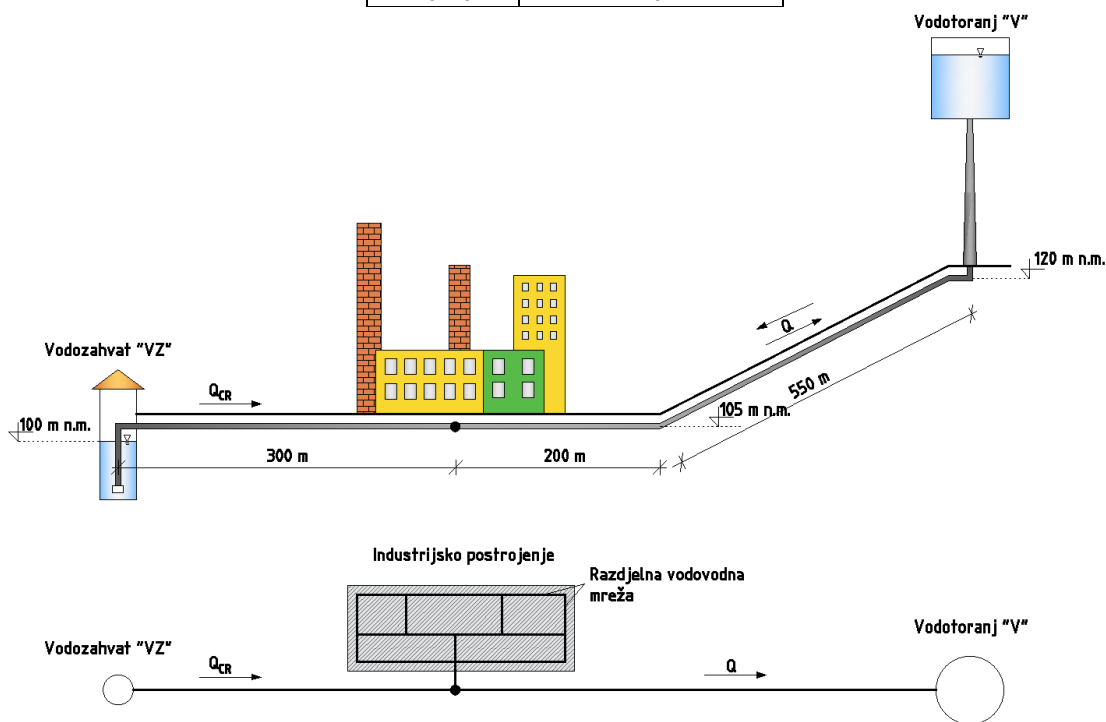 Vodotoranj "V"
120 m n.m.
Q
550 m
Vodozahvat "VZ"
Q_CR
105 m n.m.
100 m n.m.
300 m
200 m
Industrijsko postrojenje
Razdjelna vodovodna
mreža
Vodotoranj "V"
Vodozahvat "VZ"
Q_CR
Q